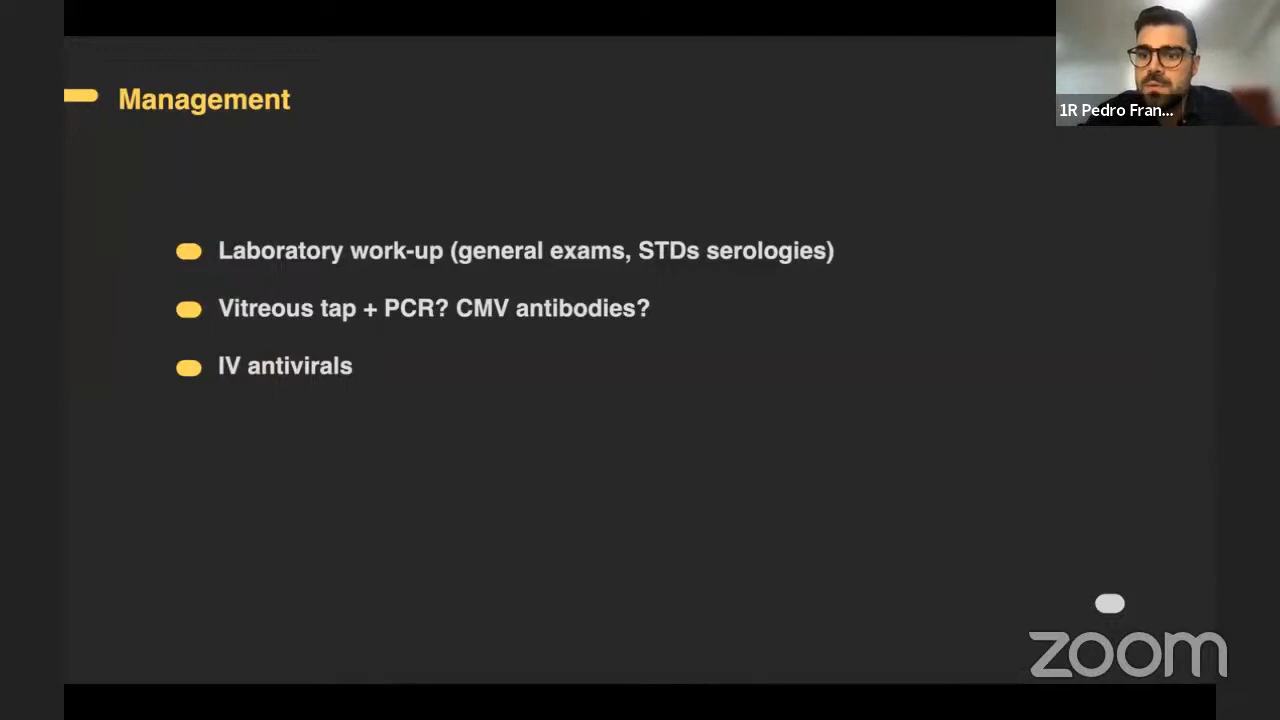 Management
1R Pedro Fran...
Laboratory work-up (general exams, STDs serologies)
Vitreous tap + PCR? CMV antibodies?
IV antivirals
zoom